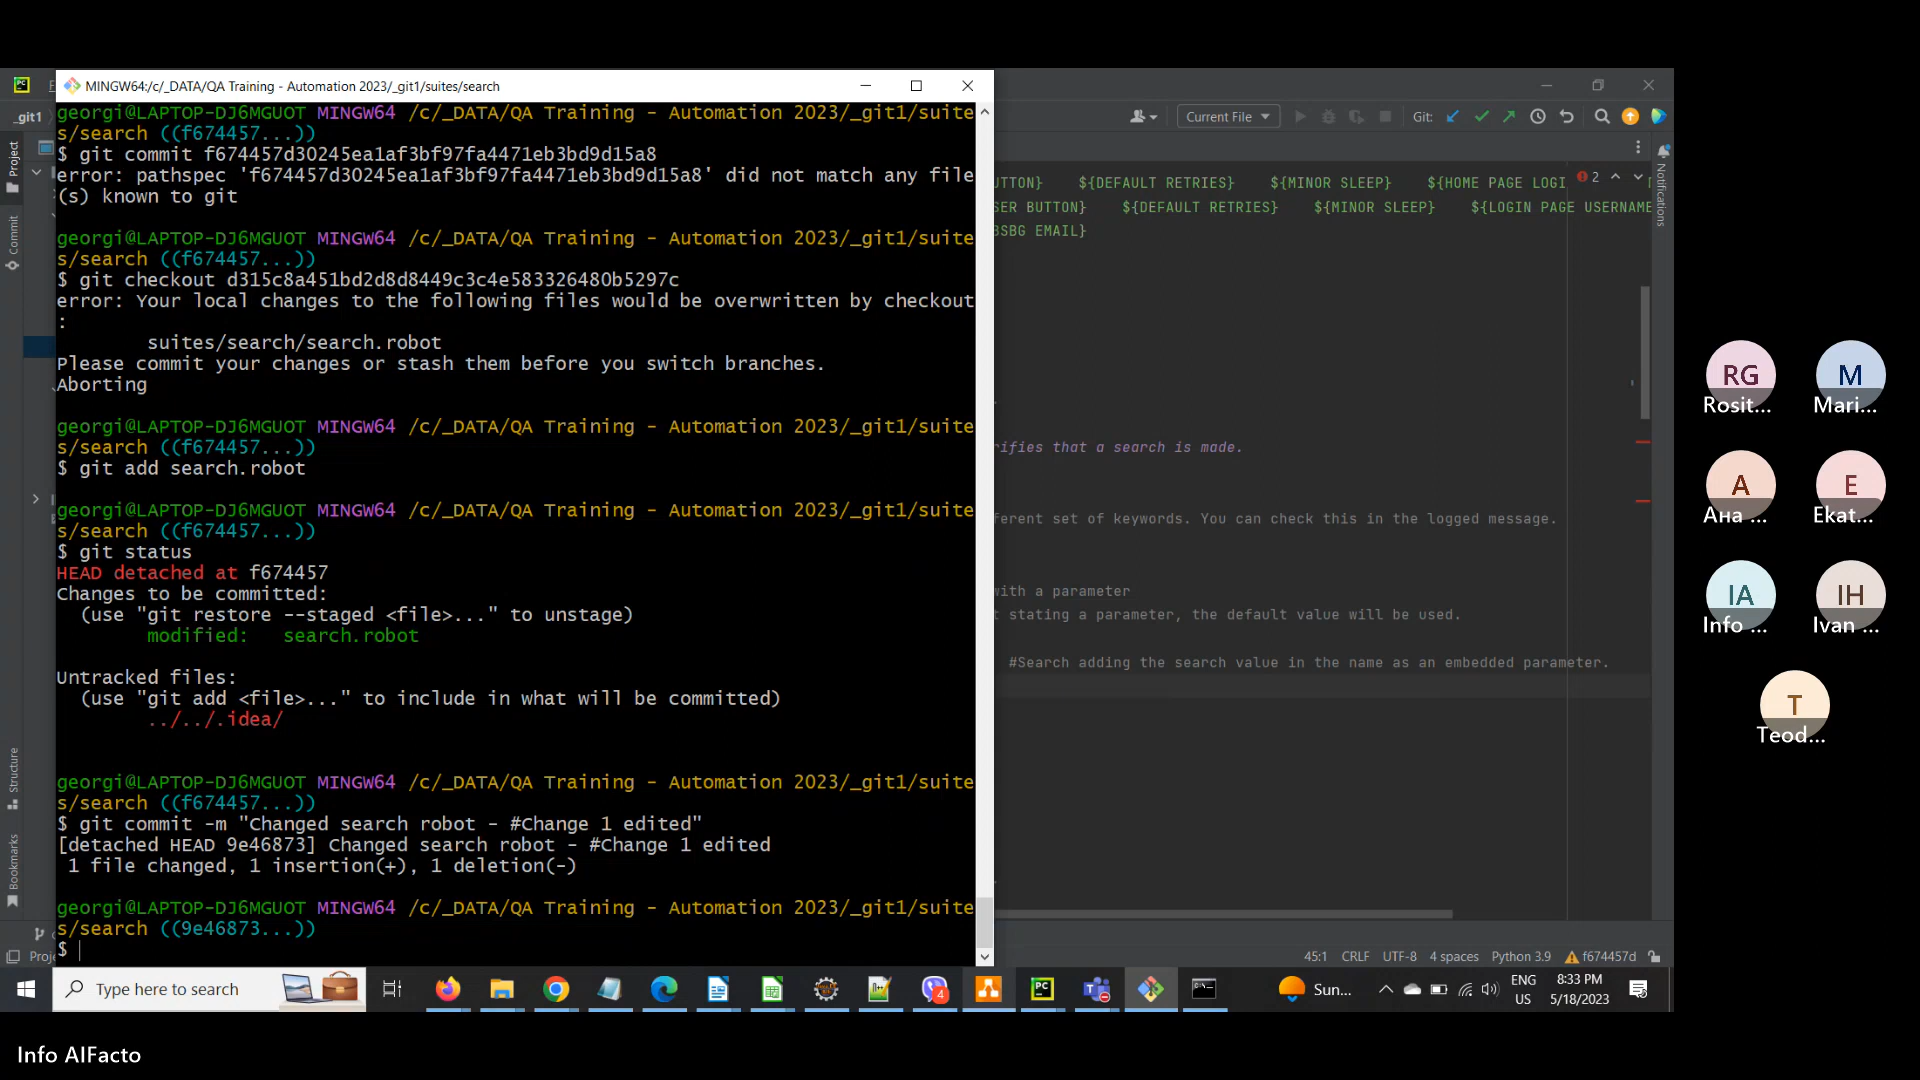 MINGW64:/c/_DATA/QA Training - Automation 2023/_git1/suites/search
georgi@LAPTOP-DJ6MGUOT MINGW64 /c/_DATA/QA Training - Automation 2023/_git1/suite
s/search ((f674457...))
$ git commit f674457d30245ea1af3bf97fa4471eb3bd9d15a8
error: pathspec 'f674457d30245ea1af3bf97fa4471eb3bd9d15a8' did not match any file
(s) known to git
georgi@LAPTOP-DJ6MGUOT MINGW64 /c/_DATA/QA Training - Automation 2023/_git1/suite
s/search ((f674457...))
$ git checkout d315c8a451bd2d8d8449c3c4e583326480b5297c
error: Your local changes to the following files would be overwritten by checkout
:
suites/search/search.robot
Please commit your changes or stash them before you switch branches.
Aborting
georgi@LAPTOP-DJ6MGUOT MINGW64 /c/_DATA/QA Training - Automation 2023/_git1/suite
s/search ((f674457...))
$ git add search.robot
georgi@LAPTOP-DJ6MGUOT MINGW64 /c/_DATA/QA Training - Automation 2023/_git1/suite
s/search ((f674457...))
$ git status
HEAD detached at f674457
Changes to be committed:
(use "git restore --staged <file>..." to unstage)
modified: search.robot
Untracked files:
(use "git add <file>..." to include in what will be committed)
../../.idea/
georgi@LAPTOP-DJ6MGUOT MINGW64 /c/_DATA/QA Training - Automation 2023/_git1/suite
s/search ((f674457...))
$ git commit -m "Changed search robot - #Change 1 edited"
[detached HEAD 9e46873] Changed search robot - #Change 1 edited
1 file changed, 1 insertion(+), 1 deletion(-)
georgi@LAPTOP-DJ6MGUOT MINGW64 /c/_DATA/QA Training - Automation 2023/_git1/suite
s/search ((9e46873...))
$
_git1
Project
Commit
Structure
Bookmarks
Proje
Current File
Git:
UTTON} ${DEFAULT RETRIES} ${MINOR SLEEP} ${HOME PAGE LOGI
2
SER BUTTON} ${DEFAULT RETRIES} ${MINOR SLEEP} ${LOGIN PAGE USERNAME
BSBG EMAIL}
rifies that a search is made.
ferent set of keywords. You can check this in the logged message.
with a parameter
t stating a parameter, the default value will be used.
#Search adding the search value in the name as an embedded parameter.
Notifications
45:1 CRLF UTF-8 4 spaces Python 3.9 f674457d
Type here to search
4
Sun...
ENG
US
8:33 PM
5/18/2023
RG
Rosit...
M
Mari...
A
Ана ...
E
Ekat...
IA
Info ...
IH
Ivan ...
T
Teod...
Info AIFacto